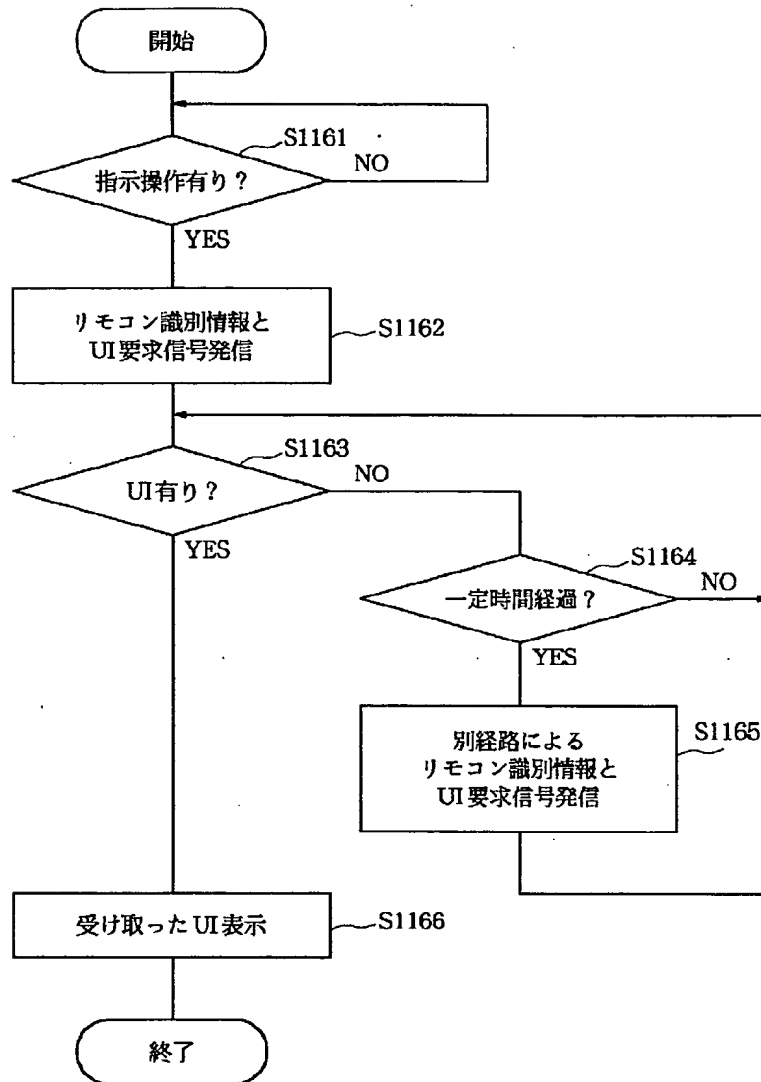 開始
S1161
指示操作有り?
NO
YES
リモコン識別情報と
UI要求信号発信
S1162
S1163
UI有り?
NO
YES
S1164
一定時間経過?
NO
YES
S1165
別経路による
リモコン識別情報と
UI要求信号発信
受け取ったUI表示
S1166
終了